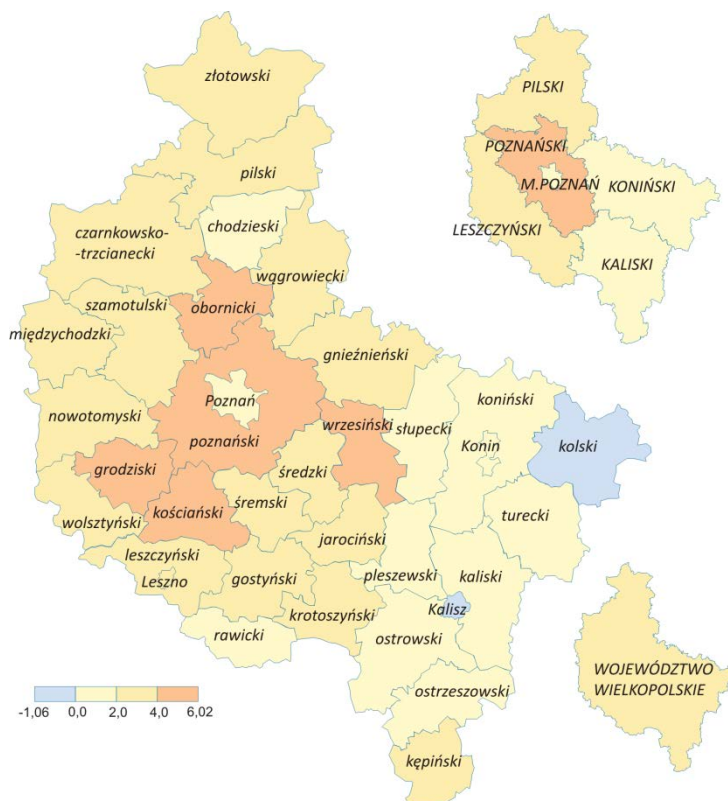 złotowski
pilski
chodzieski
czarnkowsko-
-trzcianecki
wągrowiecki
szamotulski
obornicki
międzychodzki
gnieźnieński
Poznań
nowotomyski
poznański
wrzesiński
słupecki
koniński
Konin
kolski
grodziski
średzki
kościański
śremski
wolsztyński
turecki
jarociński
leszczyński
Leszno
gostyński
pleszewski
kaliski
krotoszyński
Kalisz
rawicki
ostrowski
ostrzeszowski
kępiński
PILSKI
POZNAŃSKI
M.POZNAŃ
KONIŃSKI
LESZCZYŃSKI
KALISKI
WOJEWÓDZTWO
WIELKOPOLSKIE
-1,06 0,0 2,0 4,0 6,02